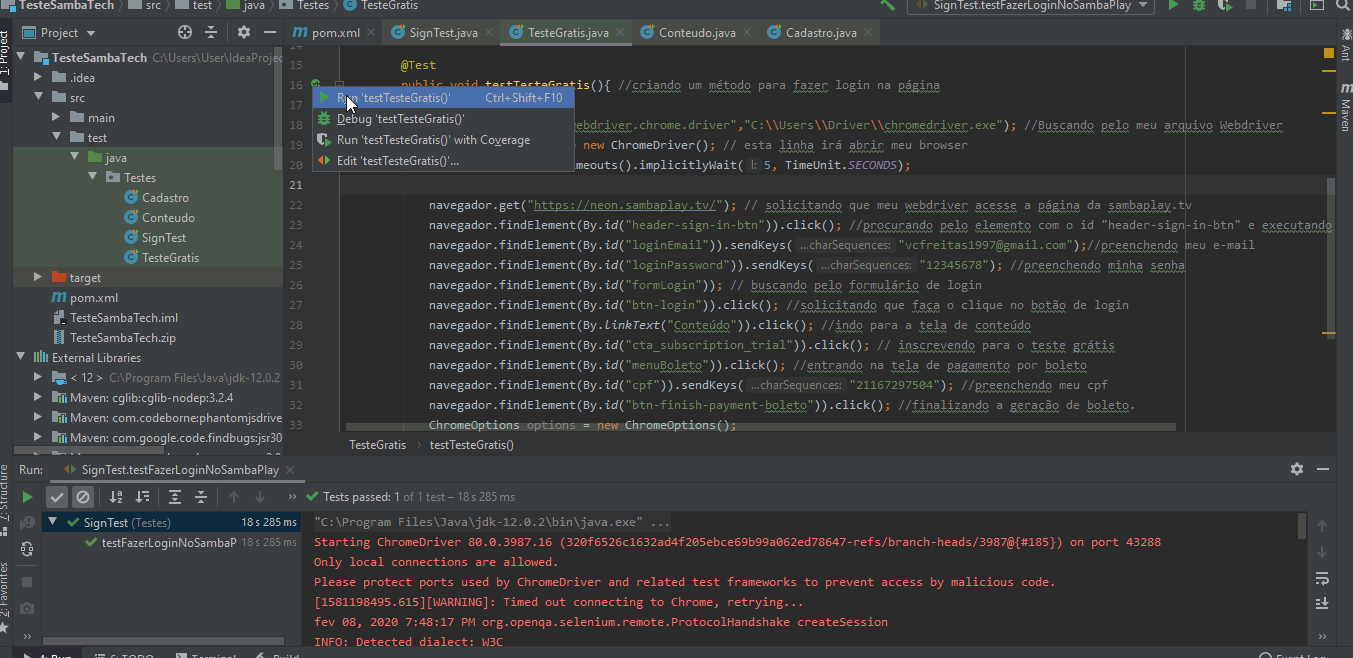 TesteSambaTech src test java Testes TesteGratis
SignTest.testFazerLoginNoSambaPlay
Project
pom.xml SignTest.java TesteGratis.java Conteudo.java Cadastro.java
1: Project
Ant
Maven
TesteSambaTech C:\Users\User\IdeaProjec
.idea
src
main
test
java
Testes
Cadastro
Conteudo
SignTest
TesteGratis
target
pom.xml
TesteSambaTech.iml
TesteSambaTech.zip
External Libraries
< 12 > C:\Program Files\Java\jdk-12.0.2
Maven: cglib:cglib-nodep:3.2.4
Maven: com.codeborne:phantomjsdrive
Maven: com.google.code.findbugs:jsr30
14
15 @Test
16 public void testTesteGratis(){ //criando um método para fazer login na página
Run 'testTesteGratis()' Ctrl+Shift+F10
Debug 'testTesteGratis()'
Run 'testTesteGratis()' with Coverage
Edit 'testTesteGratis()'...
17
18 webdriver.chrome.driver","C:\\Users\\Driver\\chromedriver.exe"); //Buscando pelo meu arquivo Webdriver
19 new ChromeDriver(); // esta linha irá abrir meu browser
20 meouts().implicitlyWait( l: 5, TimeUnit.SECONDS);
21
22 navegador.get("https://neon.sambaplay.tv/"); // solicitando que meu webdriver acesse a página da sambaplay.tv
23 navegador.findElement(By.id("header-sign-in-btn")).click(); //procurando pelo elemento com o id "header-sign-in-btn" e executando
24 navegador.findElement(By.id("loginEmail")).sendKeys( ...charSequences: "vcfreitas1997@gmail.com");//preenchendo meu e-mail
25 navegador.findElement(By.id("loginPassword")).sendKeys( ...charSequences: "12345678"); //preenchendo minha senha
26 navegador.findElement(By.id("formLogin")); // buscando pelo formulário de login
27 navegador.findElement(By.id("btn-login")).click(); //solicitando que faça o clique no botão de login
28 navegador.findElement(By.linkText("Conteúdo")).click(); //indo para a tela de conteúdo
29 navegador.findElement(By.id("cta_subscription_trial")).click(); // inscrevendo para o teste grátis
30 navegador.findElement(By.id("menuBoleto")).click(); //entrando na tela de pagamento por boleto
31 navegador.findElement(By.id("cpf")).sendKeys( ...charSequences: "21167297504"); //preenchendo meu cpf
32 navegador.findElement(By.id("btn-finish-payment-boleto")).click(); //finalizando a geração de boleto.
33 ChromeOptions options = new ChromeOptions();
TesteGratis testTesteGratis()
Run: SignTest.testFazerLoginNoSambaPlay
Z: Structure
2: Favorites
Tests passed: 1 of 1 test – 18 s 285 ms
SignTest (Testes) 18 s 285 ms
testFazerLoginNoSambaP 18 s 285 ms
"C:\Program Files\Java\jdk-12.0.2\bin\java.exe" ...
Starting ChromeDriver 80.0.3987.16 (320f6526c1632ad4f205ebce69b99a062ed78647-refs/branch-heads/3987@{#185}) on port 43288
Only local connections are allowed.
Please protect ports used by ChromeDriver and related test frameworks to prevent access by malicious code.
[1581198495.615][WARNING]: Timed out connecting to Chrome, retrying...
fev 08, 2020 7:48:17 PM org.openqa.selenium.remote.ProtocolHandshake createSession
INFO: Detected dialect: W3C
4: Run 6: TODO Terminal Build Event Log